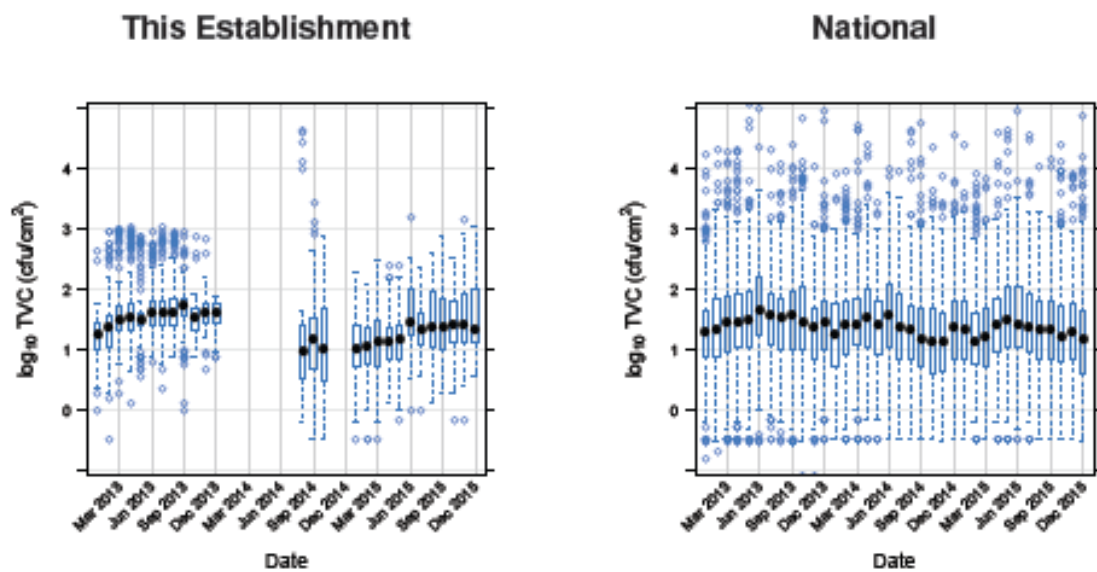 This Establishment
National
log10 TVC (cfu/cm²)
4
3
2
1
0
Mar 2013
Jun 2013
Sep 2013
Dec 2013
Mar 2014
Jun 2014
Sep 2014
Dec 2014
Mar 2015
Jun 2015
Sep 2015
Dec 2015
Date
log10 TVC (cfu/cm²)
4
3
2
1
0
Mar 2013
Jun 2013
Sep 2013
Dec 2013
Mar 2014
Jun 2014
Sep 2014
Dec 2014
Mar 2015
Jun 2015
Sep 2015
Dec 2015
Date